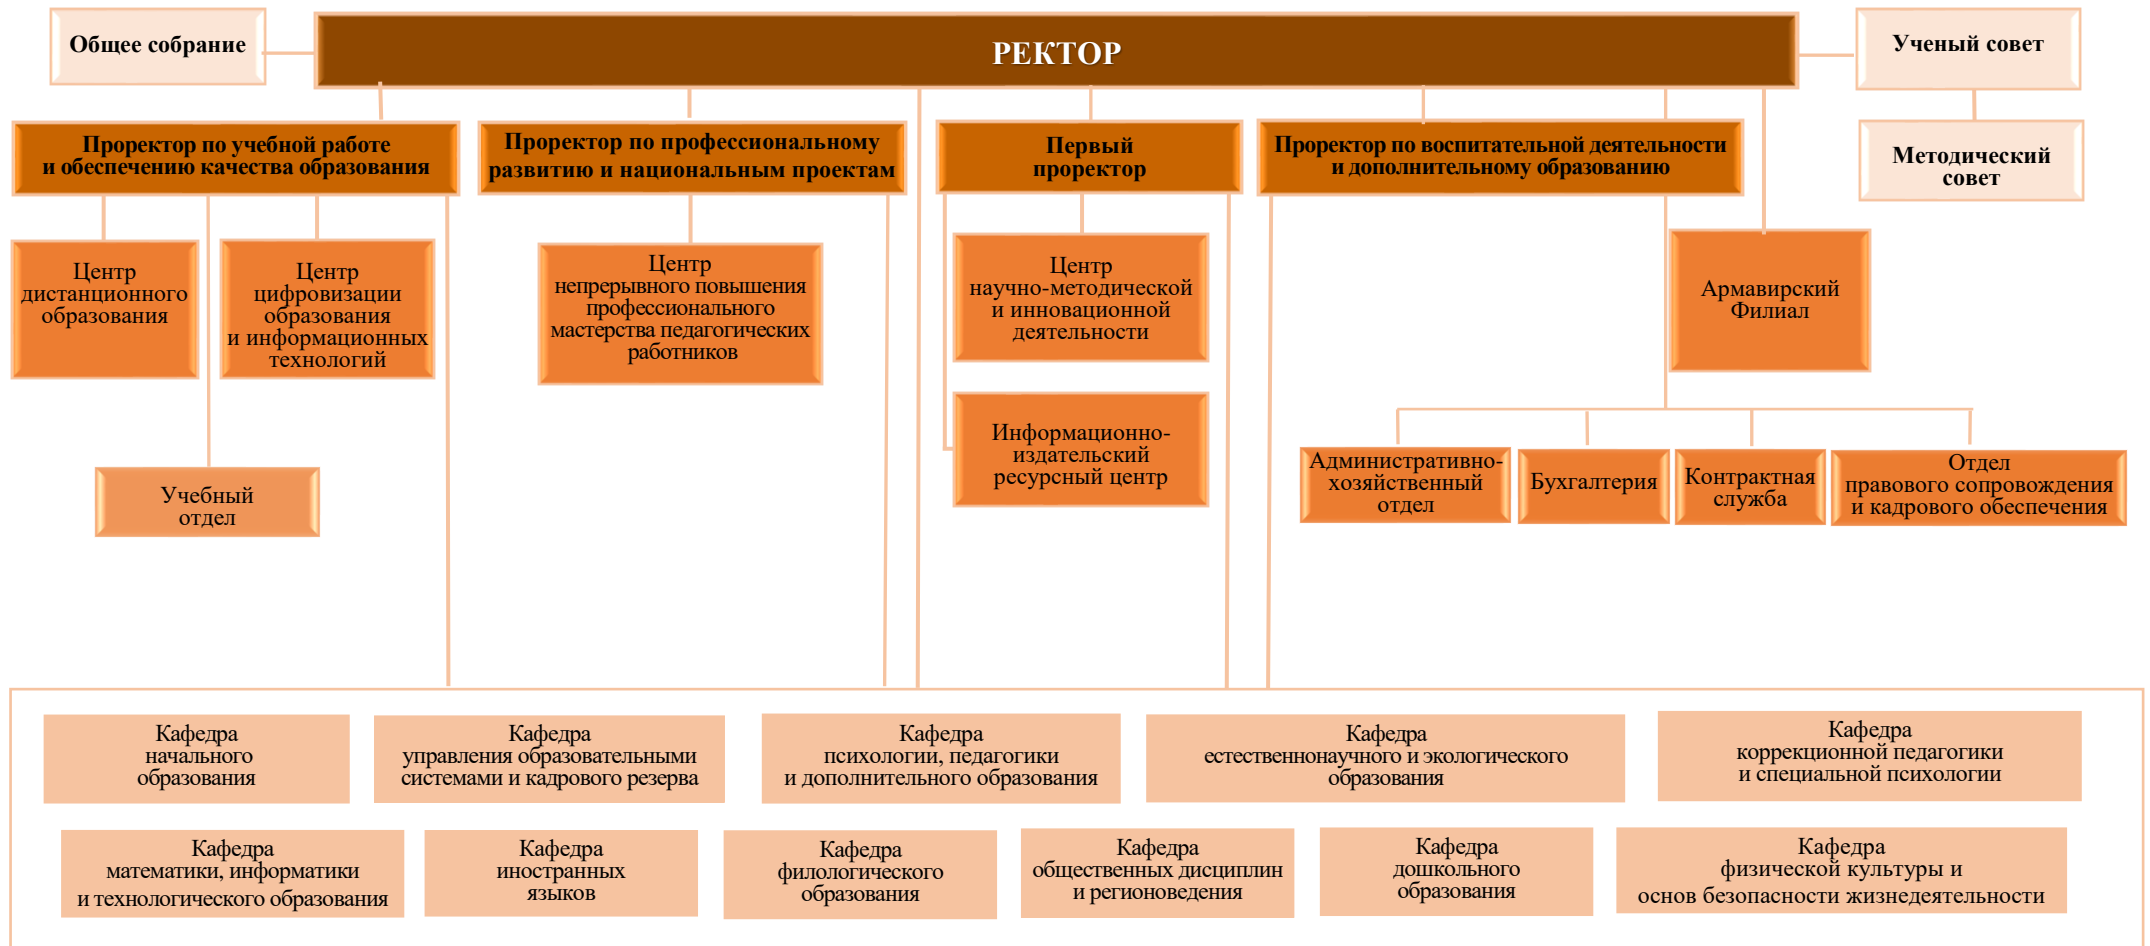 Общее собрание
РЕКТОР
Ученый совет
Методический
совет
Проректор по учебной работе
и обеспечению качества образования
Проректор по профессиональному
развитию и национальным проектам
Первый
проректор
Проректор по воспитательной деятельности
и дополнительному образованию
Центр
дистанционного
образования
Центр
цифровизации
образования
и информационных
технологий
Центр
непрерывного повышения
профессионального
мастерства педагогических
работников
Центр
научно-методической
и инновационной
деятельности
Армавирский
Филиал
Информационно-
издательский
ресурсный центр
Учебный
отдел
Административно-
хозяйственный
отдел
Бухгалтерия
Контрактная
служба
Отдел
правового сопровождения
и кадрового обеспечения
Кафедра
начального
образования
Кафедра
управления образовательными
системами и кадрового резерва
Кафедра
психологии, педагогики
и дополнительного образования
Кафедра
естественнонаучного и экологического
образования
Кафедра
коррекционной педагогики
и специальной психологии
Кафедра
математики, информатики
и технологического образования
Кафедра
иностранных
языков
Кафедра
филологического
образования
Кафедра
общественных дисциплин
и регионоведения
Кафедра
дошкольного
образования
Кафедра
физической культуры и
основ безопасности жизнедеятельности